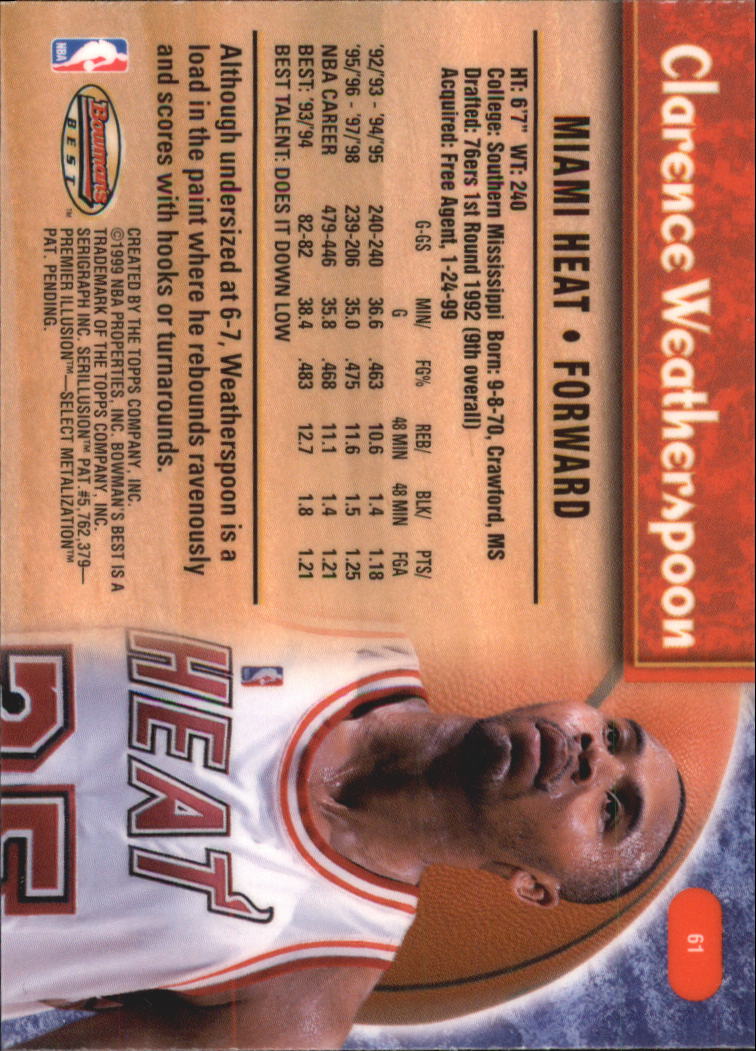 Clarence Weatherspoon
61
MIAMI HEAT • FORWARD
HT: 6'7" WT: 240
College: Southern Mississippi Born: 9-8-70, Crawford, MS
Drafted: 76ers 1st Round 1992 (9th overall)
Acquired: Free Agent, 1-24-99
G-GS MIN/G FG% REB/48 MIN BLK/48 MIN PTS/FGA
'92/'93 - '94/'95 240-240 36.6 .463 10.6 1.4 1.18
'95/'96 - '97/'98 239-206 35.0 .475 11.6 1.5 1.25
NBA CAREER 479-446 35.8 .468 11.1 1.4 1.21
BEST: '93/'94 82-82 38.4 .483 12.7 1.8 1.21
BEST TALENT: DOES IT DOWN LOW
Although undersized at 6-7, Weatherspoon is a
load in the paint where he rebounds ravenously
and scores with hooks or turnarounds.
NBA
Bowman's
BEST™
CREATED BY THE TOPPS COMPANY, INC.
©1999 NBA PROPERTIES, INC. BOWMAN'S BEST IS A
TRADEMARK OF THE TOPPS COMPANY, INC.
SERIGRAPH INC. SERILLUSION™ PAT #5,762,379—
PREMIER ILLUSION™—SELECT METALIZATION™
PAT. PENDING.
HEAT
25